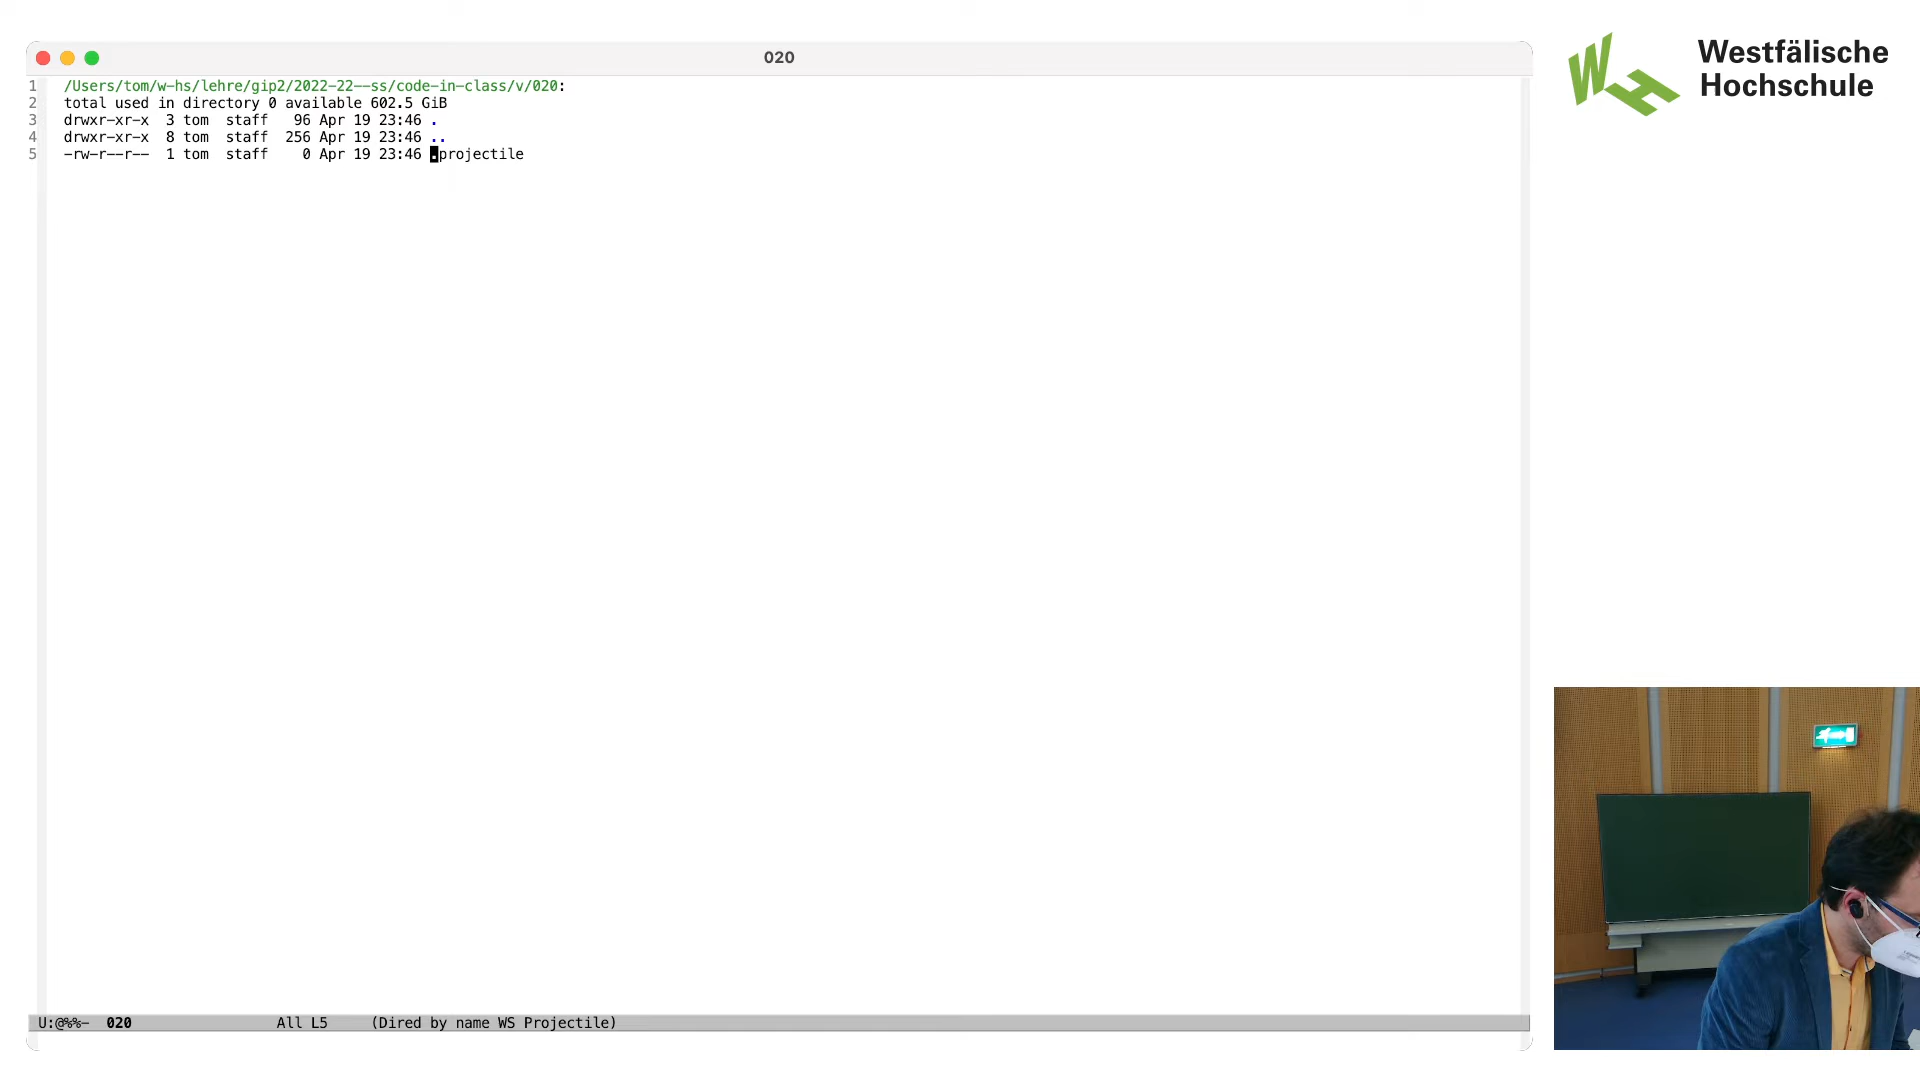 020
Westfälische
Hochschule
1 /Users/tom/w-hs/lehre/gip2/2022-22--ss/code-in-class/v/020:
2 total used in directory 0 available 602.5 GiB
3 drwxr-xr-x 3 tom staff 96 Apr 19 23:46 .
4 drwxr-xr-x 8 tom staff 256 Apr 19 23:46 ..
5 -rw-r--r-- 1 tom staff 0 Apr 19 23:46 .projectile
U:@%%- 020 All L5 (Dired by name WS Projectile)